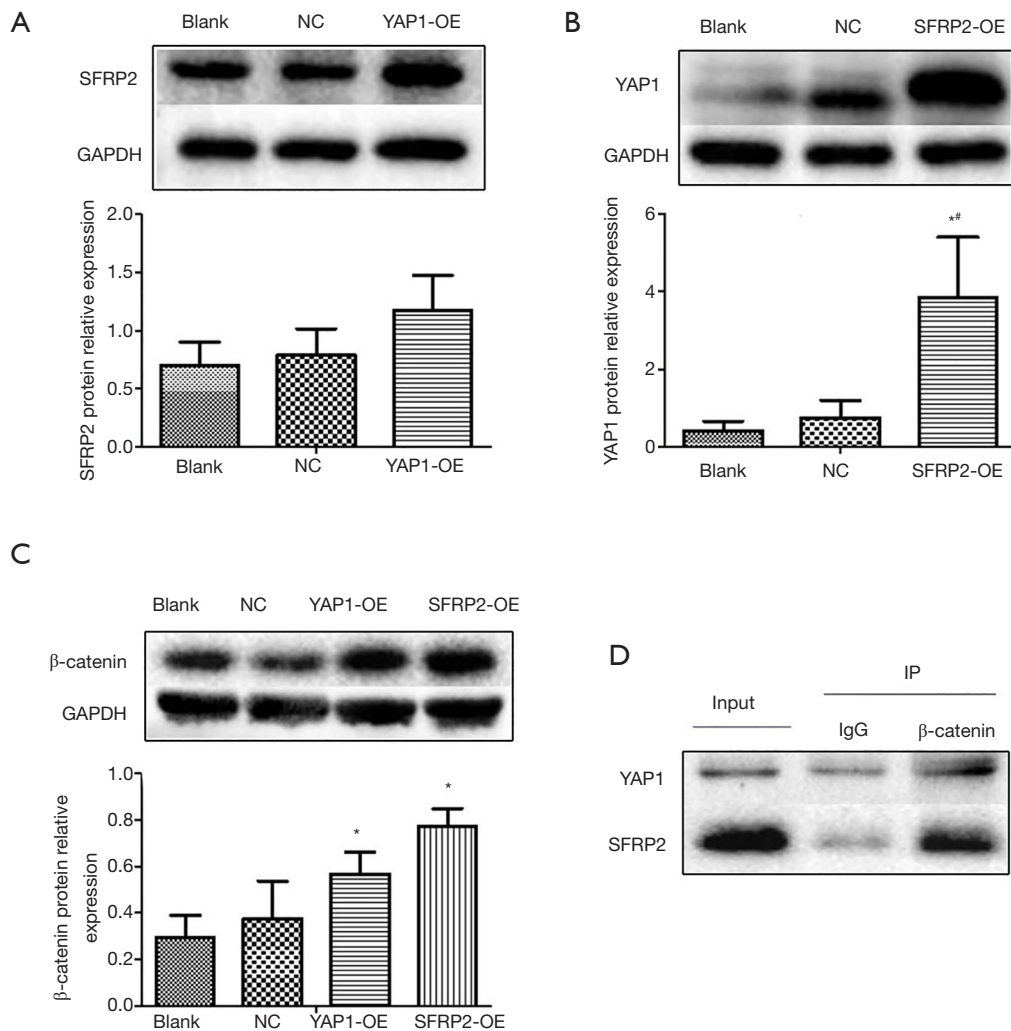 A
Blank NC YAP1-OE
SFRP2
GAPDH
SFRP2 protein relative expression
2.0
1.5
1.0
0.5
0.0
Blank NC YAP1-OE
B
Blank NC SFRP2-OE
YAP1
GAPDH
YAP1 protein relative expression
6
4
2
0
*#
Blank NC SFRP2-OE
C
Blank NC YAP1-OE SFRP2-OE
β-catenin
GAPDH
β-catenin protein relative
expression
1.0
0.8
0.6
0.4
0.2
0.0
*
*
Blank NC YAP1-OE SFRP2-OE
D
IP
Input
IgG β-catenin
YAP1
SFRP2